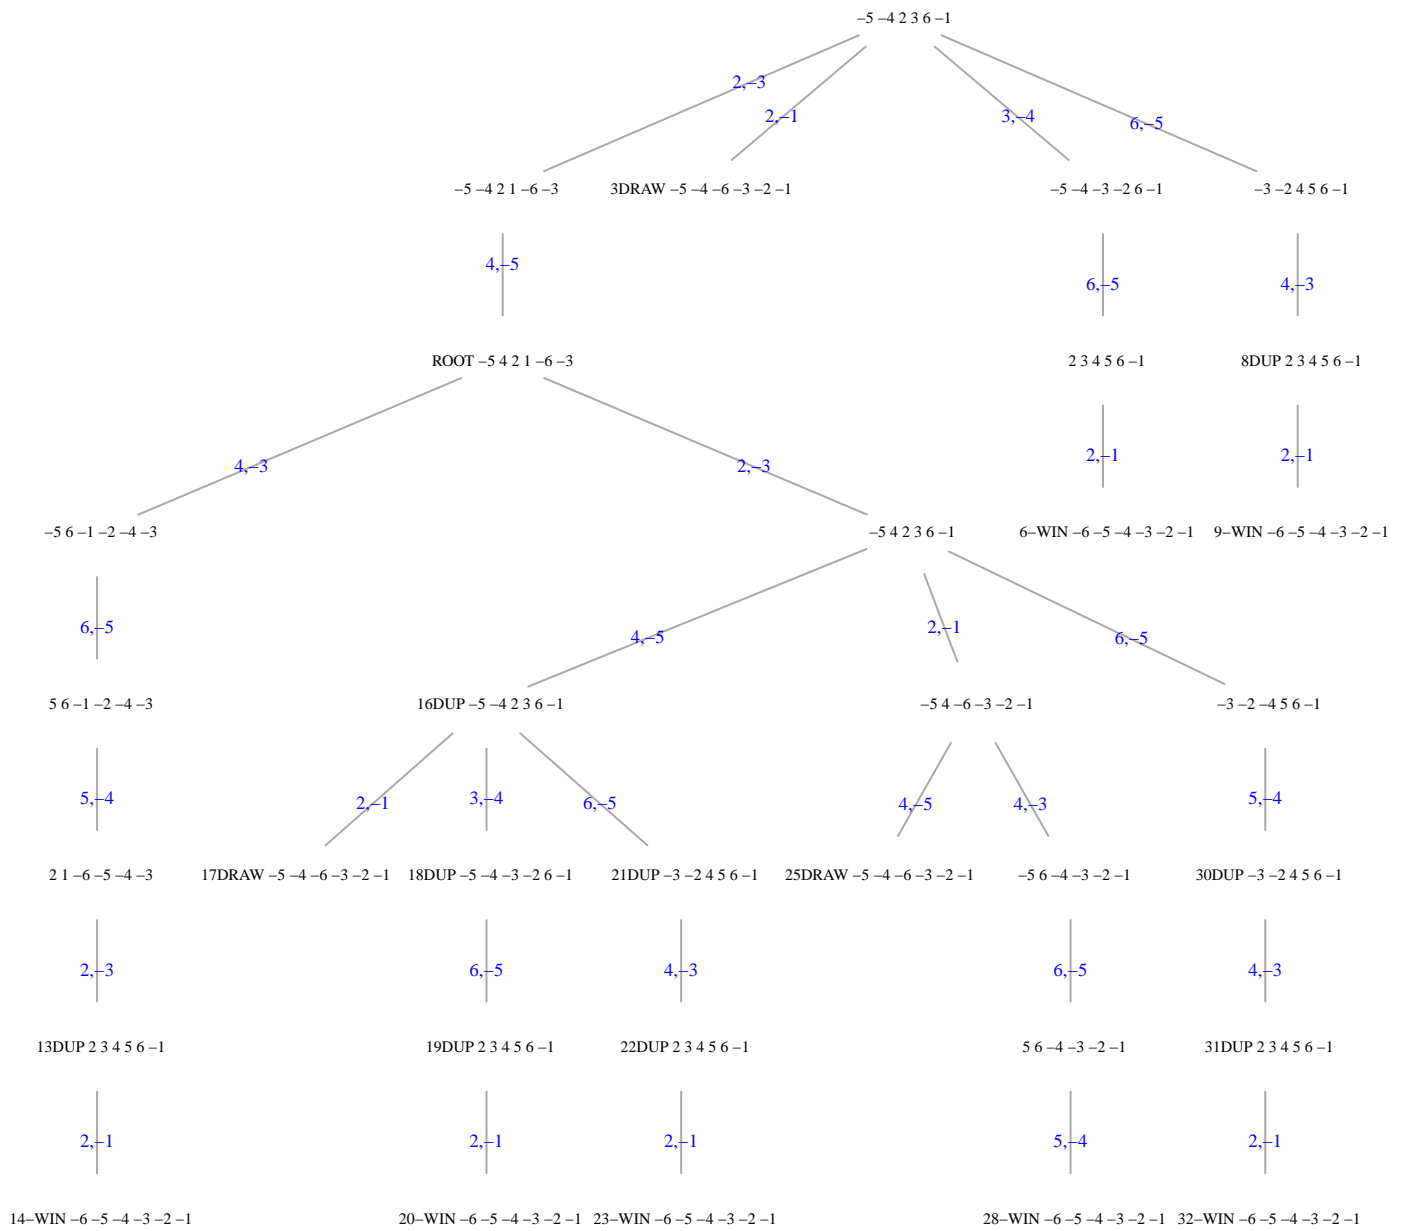 –5 –4 2 3 6 –1
2,–3
2,–1
3,–4
6,–5
–5 –4 2 1 –6 –3
3DRAW –5 –4 –6 –3 –2 –1
–5 –4 –3 –2 6 –1
–3 –2 4 5 6 –1
4,–5
6,–5
4,–3
ROOT –5 4 2 1 –6 –3
2 3 4 5 6 –1
8DUP 2 3 4 5 6 –1
4,–3
2,–3
2,–1
2,–1
–5 6 –1 –2 –4 –3
–5 4 2 3 6 –1
6–WIN –6 –5 –4 –3 –2 –1
9–WIN –6 –5 –4 –3 –2 –1
6,–5
4,–5
2,–1
6,–5
5 6 –1 –2 –4 –3
16DUP –5 –4 2 3 6 –1
–5 4 –6 –3 –2 –1
–3 –2 –4 5 6 –1
5,–4
2,–1
3,–4
6,–5
4,–5
4,–3
5,–4
2 1 –6 –5 –4 –3
17DRAW –5 –4 –6 –3 –2 –1
18DUP –5 –4 –3 –2 6 –1
21DUP –3 –2 4 5 6 –1
25DRAW –5 –4 –6 –3 –2 –1
–5 6 –4 –3 –2 –1
30DUP –3 –2 4 5 6 –1
2,–3
6,–5
4,–3
6,–5
4,–3
13DUP 2 3 4 5 6 –1
19DUP 2 3 4 5 6 –1
22DUP 2 3 4 5 6 –1
5 6 –4 –3 –2 –1
31DUP 2 3 4 5 6 –1
2,–1
2,–1
2,–1
5,–4
2,–1
14–WIN –6 –5 –4 –3 –2 –1
20–WIN –6 –5 –4 –3 –2 –1
23–WIN –6 –5 –4 –3 –2 –1
28–WIN –6 –5 –4 –3 –2 –1
32–WIN –6 –5 –4 –3 –2 –1